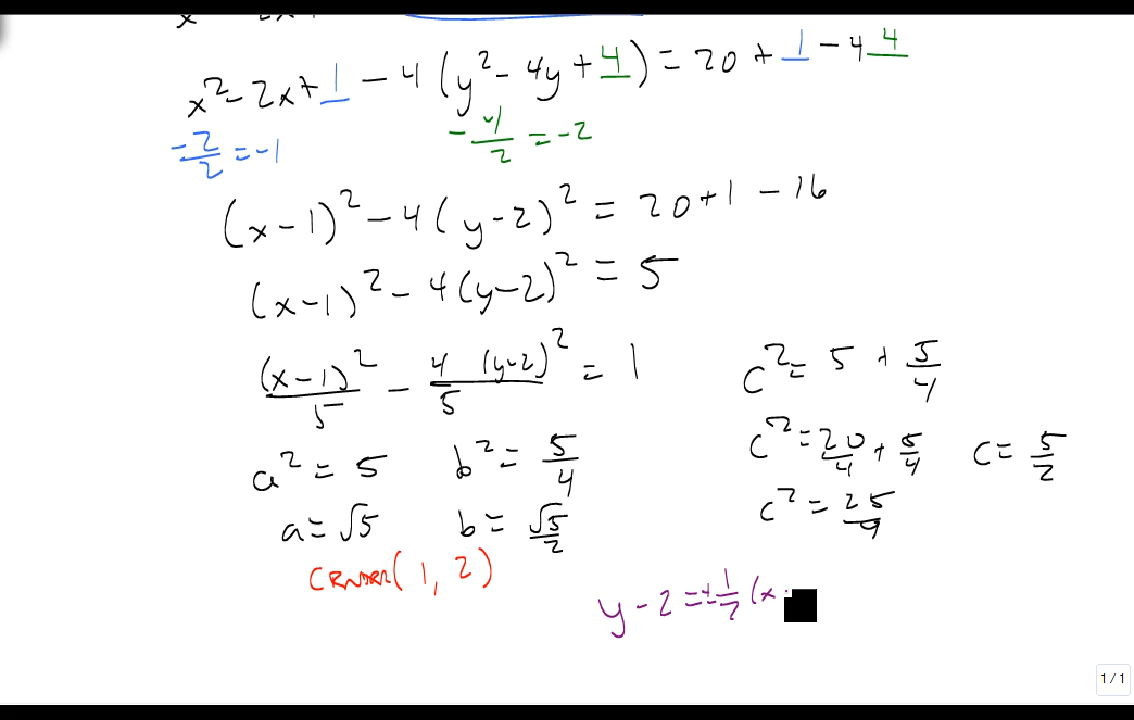 x² - 2x + 1 - 4 (y² - 4y + 4) = 20 + 1 - 4 4
-2/2 = -1 -4/2 = -2
(x-1)² - 4(y-2)² = 20 + 1 - 16
(x-1)² - 4(y-2)² = 5
(x-1)²/5 - 4(y-2)²/5 = 1 c² = 5 + 5/4
a² = 5 b² = 5/4 c² = 20/4 + 5/4 c = 5/2
a = √5 b = √5/2 c² = 25/4
CENTER (1, 2)
y - 2 = ± 1/2 (x
1/1